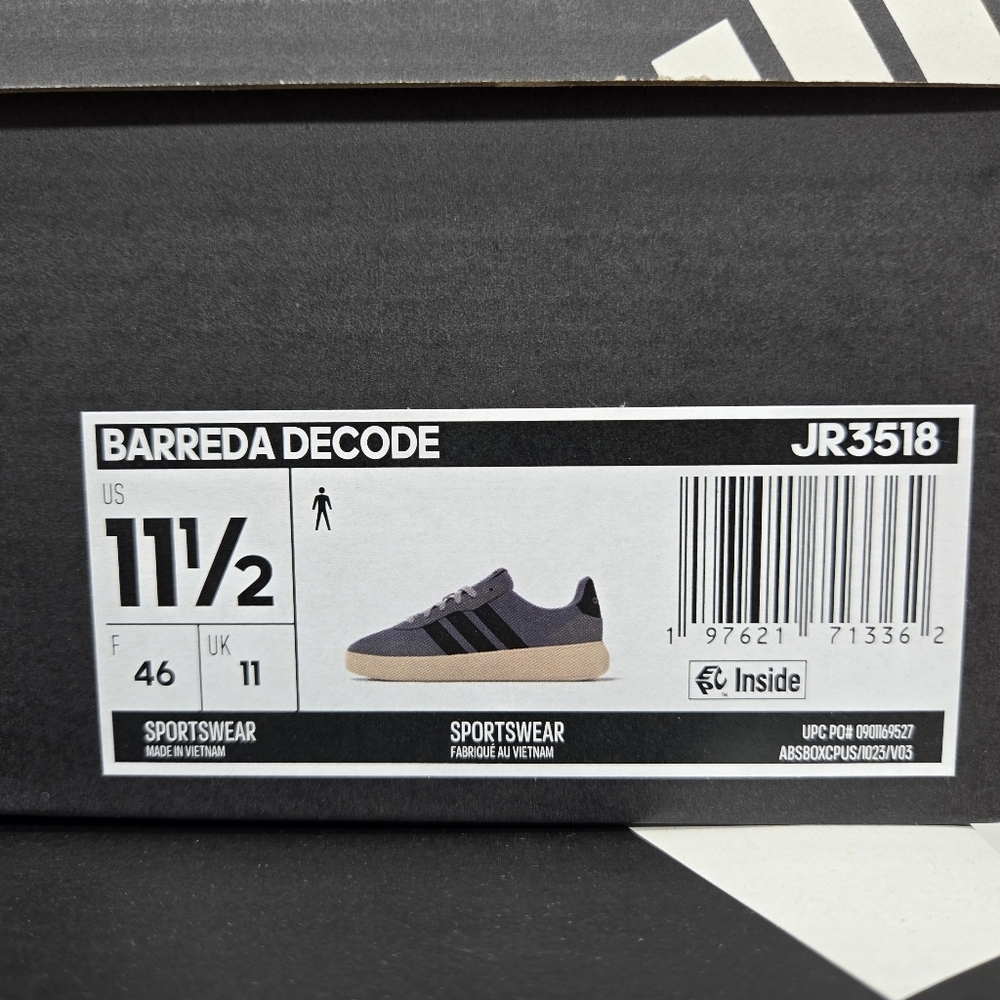 BARREDA DECODE JR3518
US
11½
F 46 UK 11
1 97621 71336 2
EPC Inside
SPORTSWEAR
MADE IN VIETNAM
SPORTSWEAR
FABRIQUÉ AU VIETNAM
UPC PO# 0901169527
ABSBOXCPUS/1023/V03